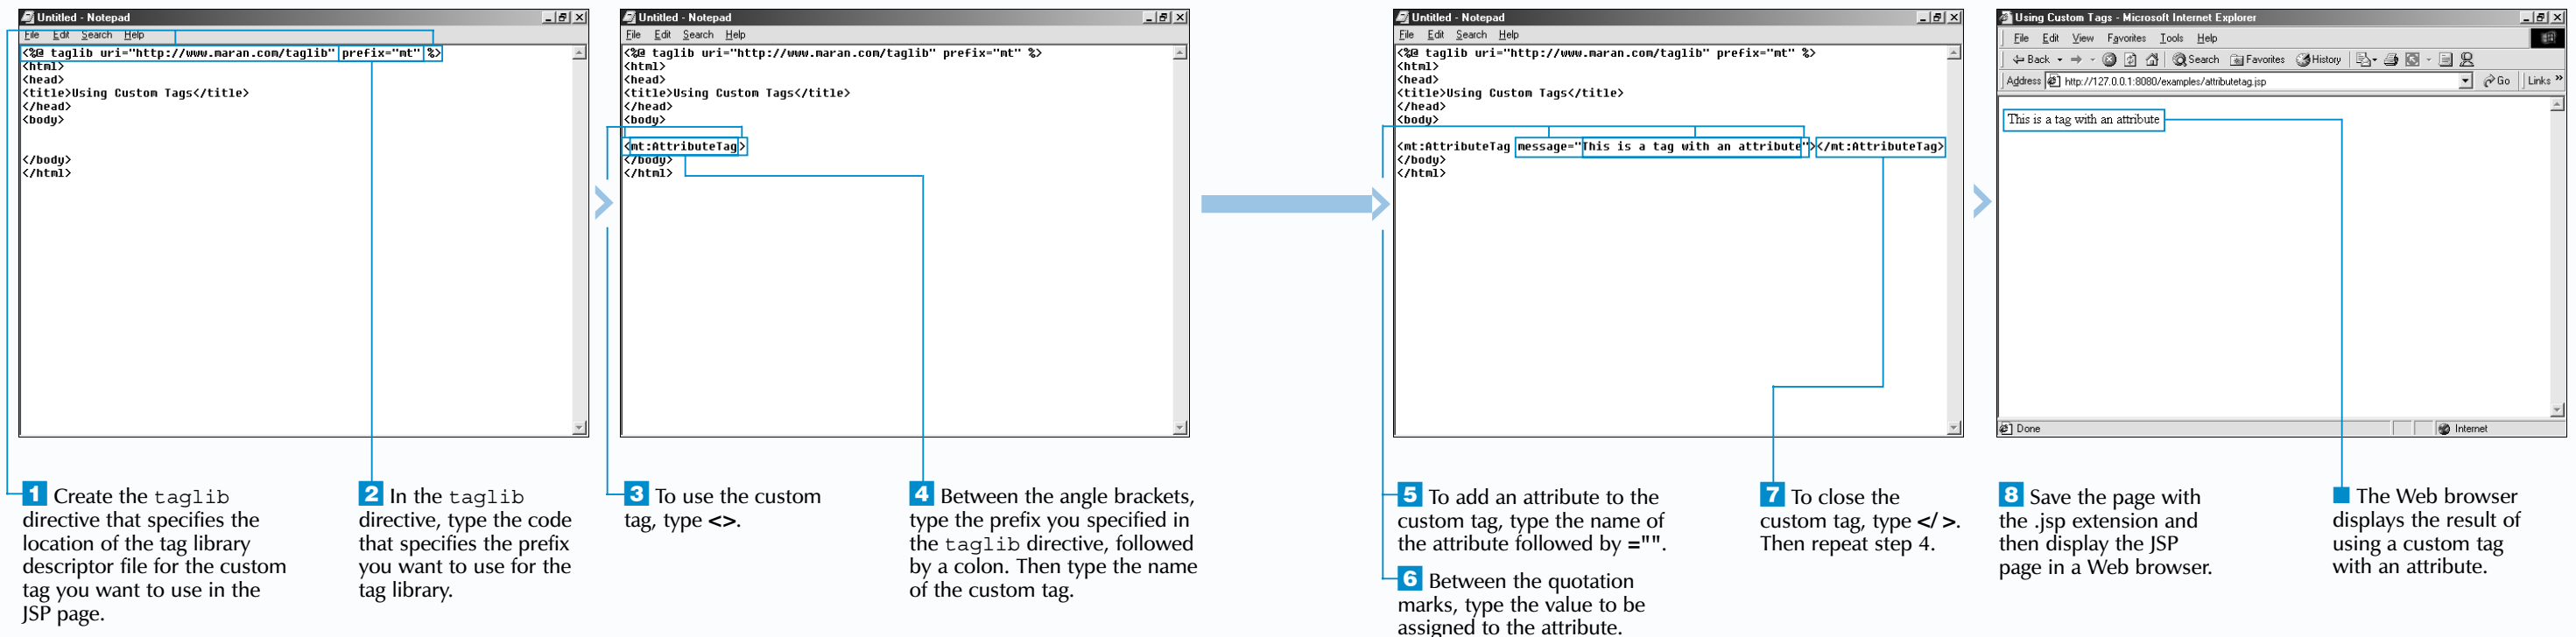 Untitled - Notepad
File Edit Search Help
<%@ taglib uri="http://www.maran.com/taglib" prefix="mt" %>
<html>
<head>
<title>Using Custom Tags</title>
</head>
<body>
</body>
</html>
Untitled - Notepad
File Edit Search Help
<%@ taglib uri="http://www.maran.com/taglib" prefix="mt" %>
<html>
<head>
<title>Using Custom Tags</title>
</head>
<body>
<mt:AttributeTag>
</body>
</html>
Untitled - Notepad
File Edit Search Help
<%@ taglib uri="http://www.maran.com/taglib" prefix="mt" %>
<html>
<head>
<title>Using Custom Tags</title>
</head>
<body>
<mt:AttributeTag message="This is a tag with an attribute"></mt:AttributeTag>
</body>
</html>
Using Custom Tags - Microsoft Internet Explorer
File Edit View Favorites Tools Help
Back Search Favorites History
Address http://127.0.0.1:8080/examples/attributetag.jsp Go Links »
This is a tag with an attribute
Done Internet
1 Create the taglib
directive that specifies the
location of the tag library
descriptor file for the custom
tag you want to use in the
JSP page.
2 In the taglib
directive, type the code
that specifies the prefix
you want to use for the
tag library.
3 To use the custom
tag, type <>.
4 Between the angle brackets,
type the prefix you specified in
the taglib directive, followed
by a colon. Then type the name
of the custom tag.
5 To add an attribute to the
custom tag, type the name of
the attribute followed by ="".
6 Between the quotation
marks, type the value to be
assigned to the attribute.
7 To close the
custom tag, type </ >.
Then repeat step 4.
8 Save the page with
the .jsp extension and
then display the JSP
page in a Web browser.
The Web browser
displays the result of
using a custom tag
with an attribute.